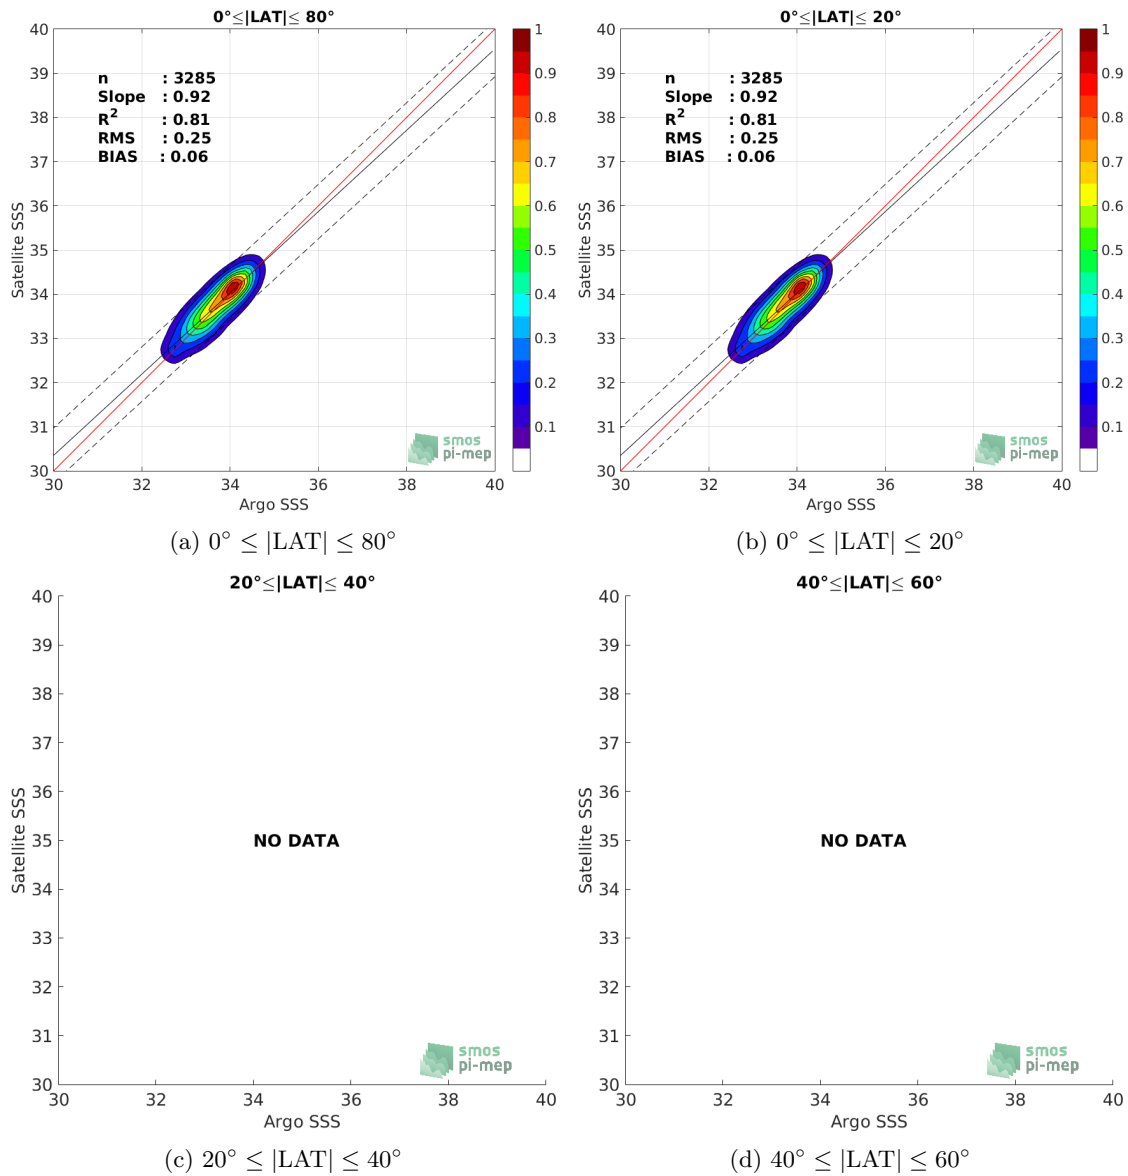 0°≤|LAT|≤ 80°
40
39
38
37
36
35
34
33
32
31
30
Satellite SSS
n : 3285
Slope : 0.92
R² : 0.81
RMS : 0.25
BIAS : 0.06
smos
pi-mep
30 32 34 36 38 40
Argo SSS
1
0.9
0.8
0.7
0.6
0.5
0.4
0.3
0.2
0.1
(a) 0° ≤ |LAT| ≤ 80°
0°≤|LAT|≤ 20°
40
39
38
37
36
35
34
33
32
31
30
Satellite SSS
n : 3285
Slope : 0.92
R² : 0.81
RMS : 0.25
BIAS : 0.06
smos
pi-mep
30 32 34 36 38 40
Argo SSS
1
0.9
0.8
0.7
0.6
0.5
0.4
0.3
0.2
0.1
(b) 0° ≤ |LAT| ≤ 20°
20°≤|LAT|≤ 40°
40
39
38
37
36
35
34
33
32
31
30
Satellite SSS
NO DATA
smos
pi-mep
30 32 34 36 38 40
Argo SSS
(c) 20° ≤ |LAT| ≤ 40°
40°≤|LAT|≤ 60°
40
39
38
37
36
35
34
33
32
31
30
Satellite SSS
NO DATA
smos
pi-mep
30 32 34 36 38 40
Argo SSS
(d) 40° ≤ |LAT| ≤ 60°